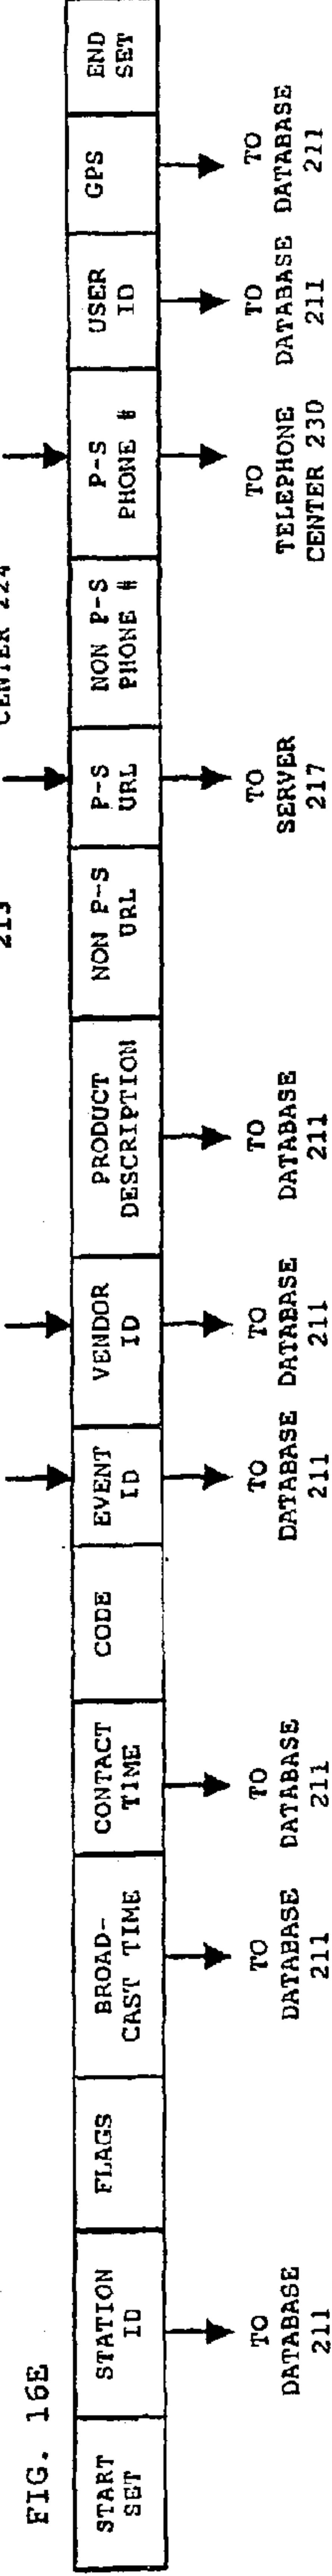 213
CENTER 224
FIG. 16E
START
SET
STATION
ID
FLAGS
BROAD-
CAST TIME
CONTACT
TIME
CODE
EVENT
ID
VENDOR
ID
PRODUCT
DESCRIPTION
NON P-S
URL
P-S
URL
NON P-S
PHONE #
P-S
PHONE #
USER
ID
GPS
END
SET
TO
DATABASE
211
TO
DATABASE
211
TO
DATABASE
211
TO
DATABASE
211
TO
DATABASE
211
TO
DATABASE
211
TO
SERVER
217
TO
TELEPHONE
CENTER 230
TO
DATABASE
211
TO
DATABASE
211